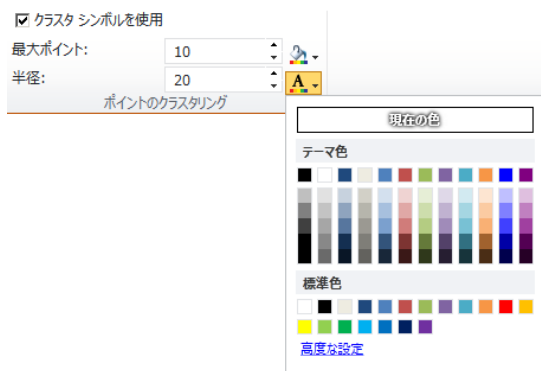 クラスタ シンボルを使用
最大ポイント: 10
半径: 20
A
ポイントのクラスタリング
現在の色
テーマ色
標準色
高度な設定